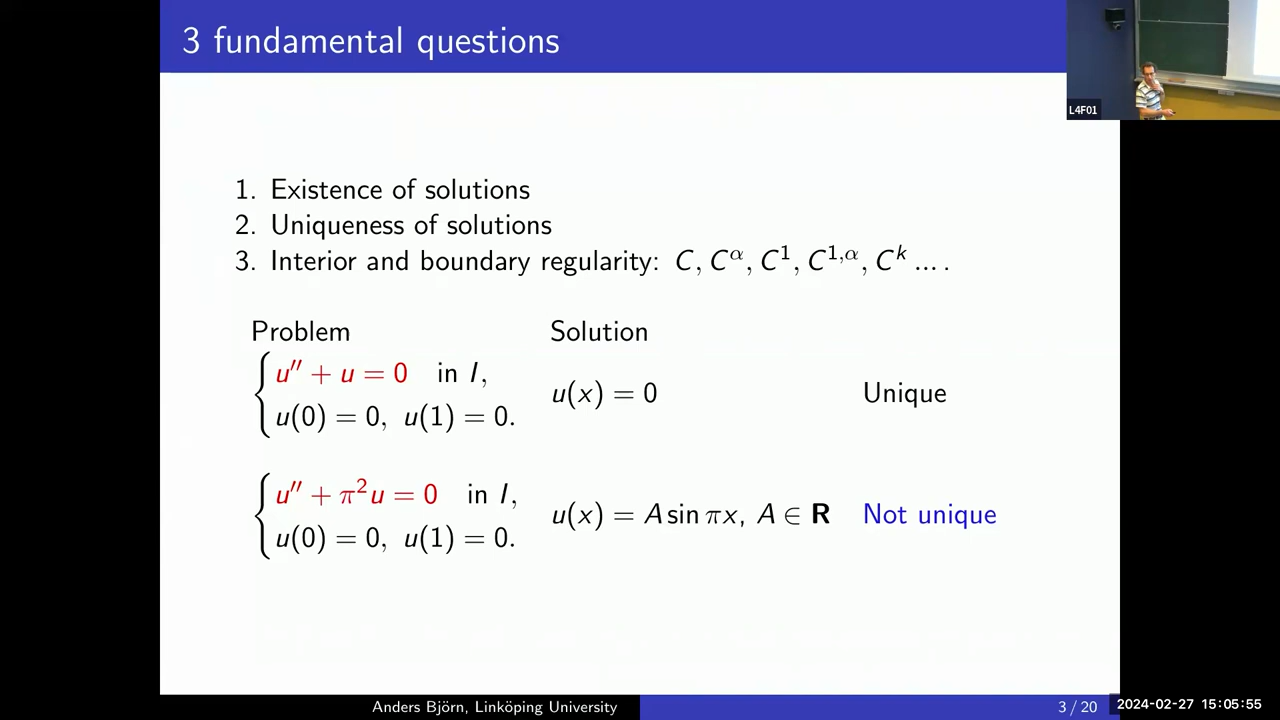 3 fundamental questions
L4F01
1. Existence of solutions
2. Uniqueness of solutions
3. Interior and boundary regularity: C, C^α, C^1, C^{1,α}, C^k ... .
Problem Solution
u″ + u = 0 in I,
u(0) = 0, u(1) = 0.
u(x) = 0 Unique
u″ + π²u = 0 in I,
u(0) = 0, u(1) = 0.
u(x) = A sin πx, A ∈ R Not unique
Anders Björn, Linköping University 3 / 20 2024-02-27 15:05:55